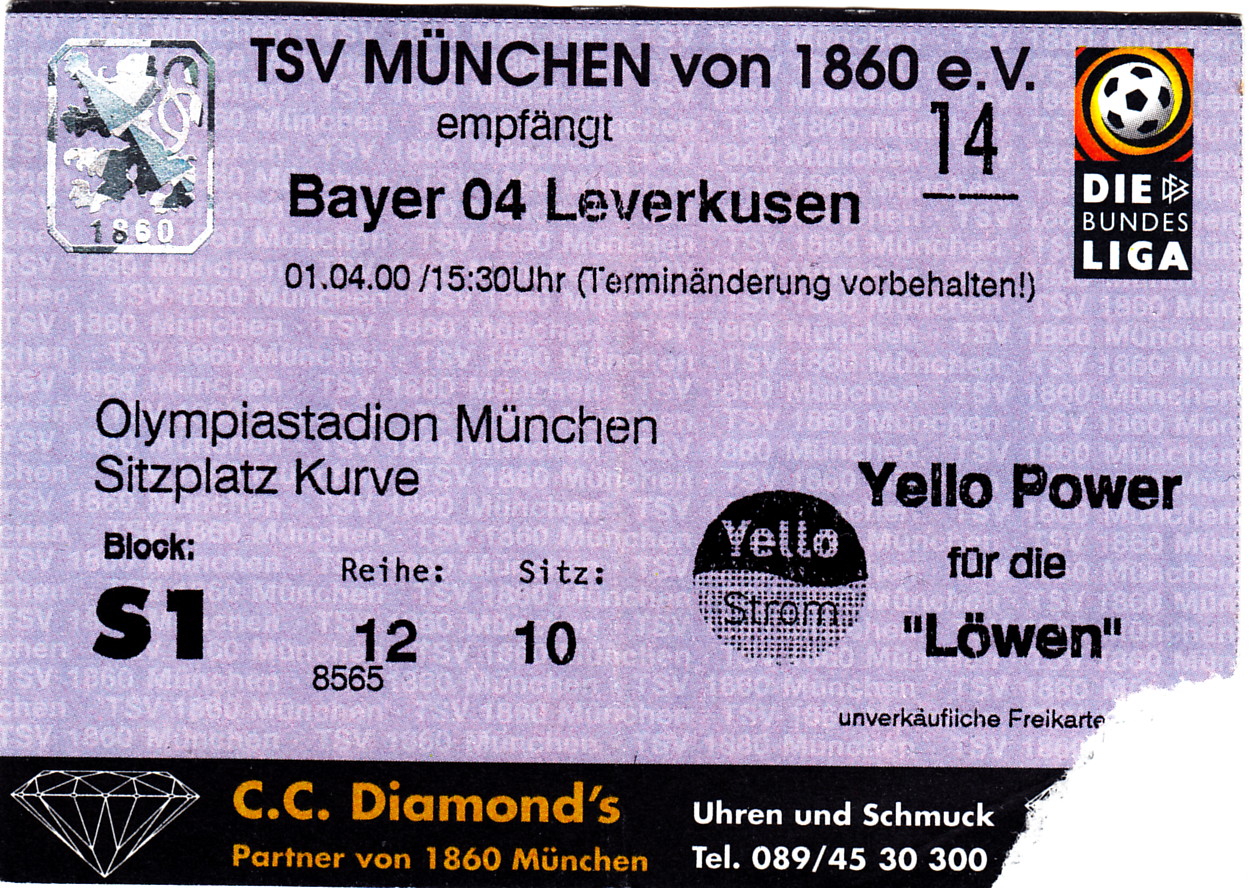 TSV MÜNCHEN von 1860 e.V.
empfängt
14
Bayer 04 Leverkusen
01.04.00 /15:30Uhr (Terminänderung vorbehalten!)
1860
DIE
BUNDES
LIGA
Olympiastadion München
Sitzplatz Kurve
Block:
Reihe:
Sitz:
S1
12
10
8565
Yello
Strom
Yello Power
für die
"Löwen"
unverkäufliche Freikarte
C.C. Diamond's
Partner von 1860 München
Uhren und Schmuck
Tel. 089/45 30 300